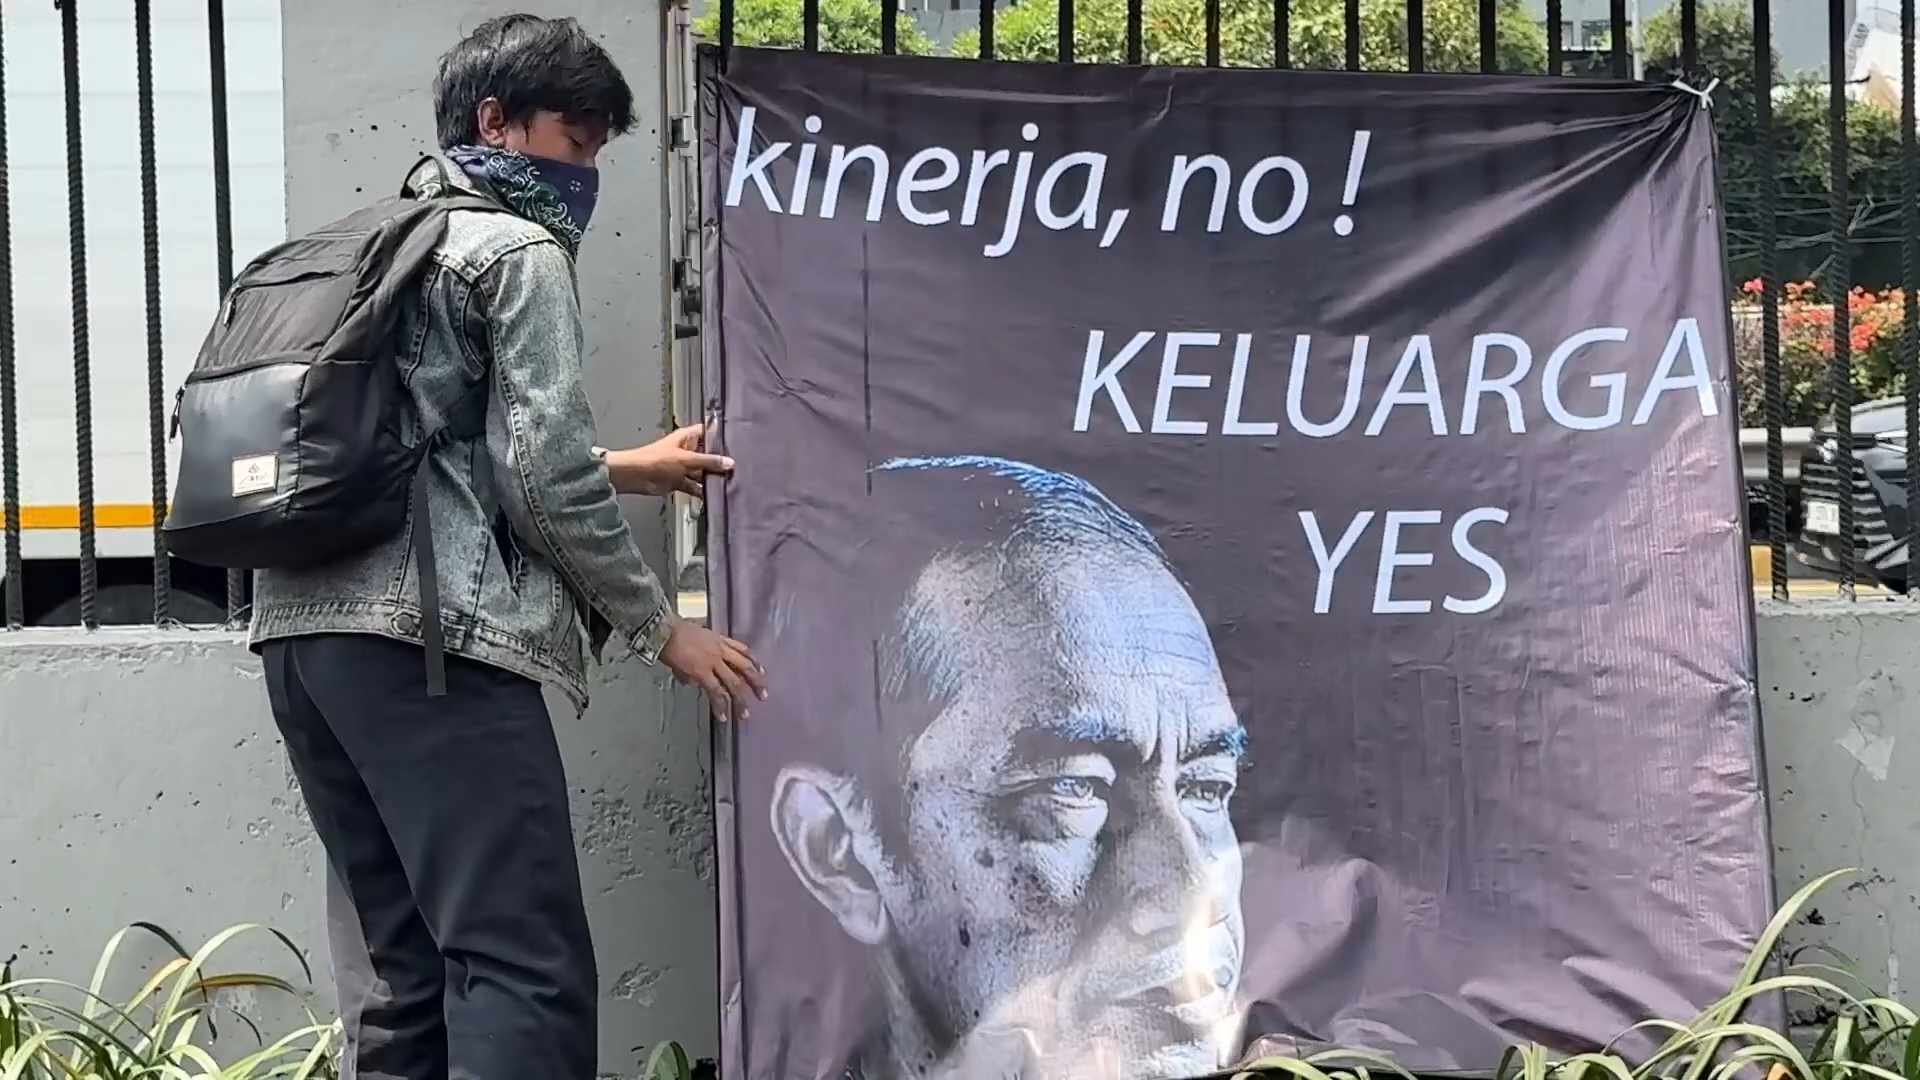 kinerja, no !
KELUARGA
YES